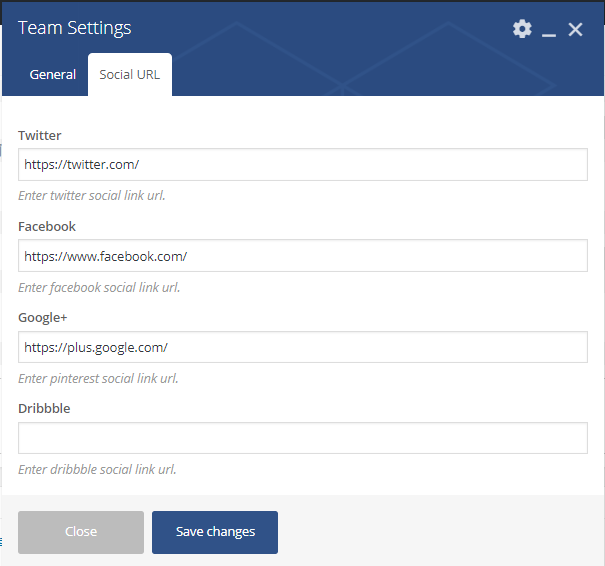 Team Settings
General
Social URL
Twitter
https://twitter.com/
Enter twitter social link url.
Facebook
https://www.facebook.com/
Enter facebook social link url.
Google+
https://plus.google.com/
Enter pinterest social link url.
Dribbble
Enter dribbble social link url.
Close
Save changes